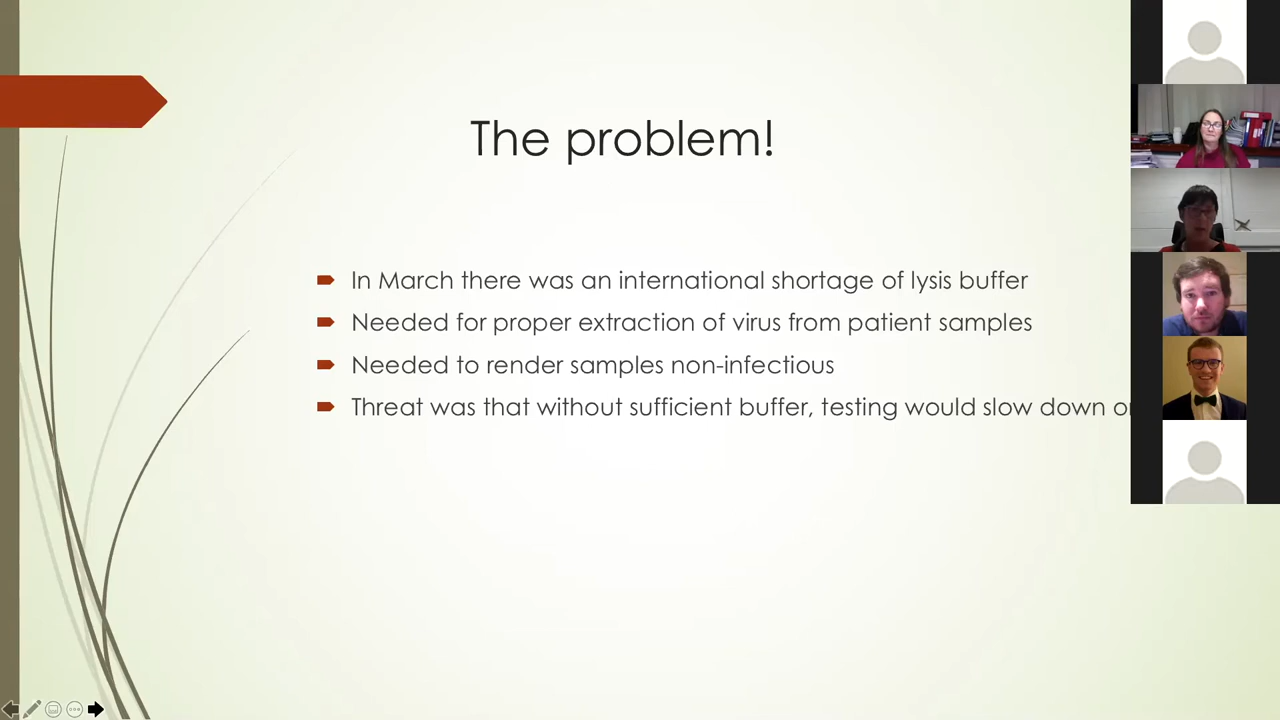 The problem!
In March there was an international shortage of lysis buffer
Needed for proper extraction of virus from patient samples
Needed to render samples non-infectious
Threat was that without sufficient buffer, testing would slow down